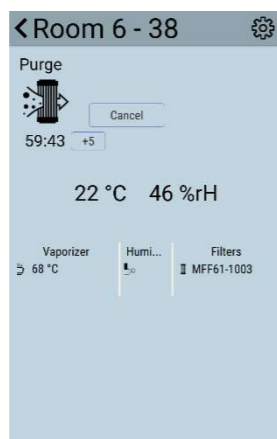 Room 6 - 38
Purge
Cancel
59:43 +5
22 °C 46 %rH
Vaporizer Humi... Filters
68 °C MFF61-1003